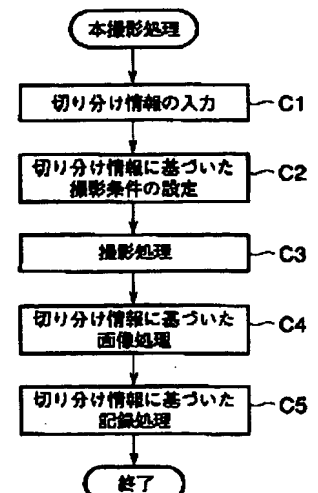 本撮影処理
切り分け情報の入力
C1
切り分け情報に基づいた
撮影条件の設定
C2
撮影処理
C3
切り分け情報に基づいた
画像処理
C4
切り分け情報に基づいた
記録処理
C5
終了